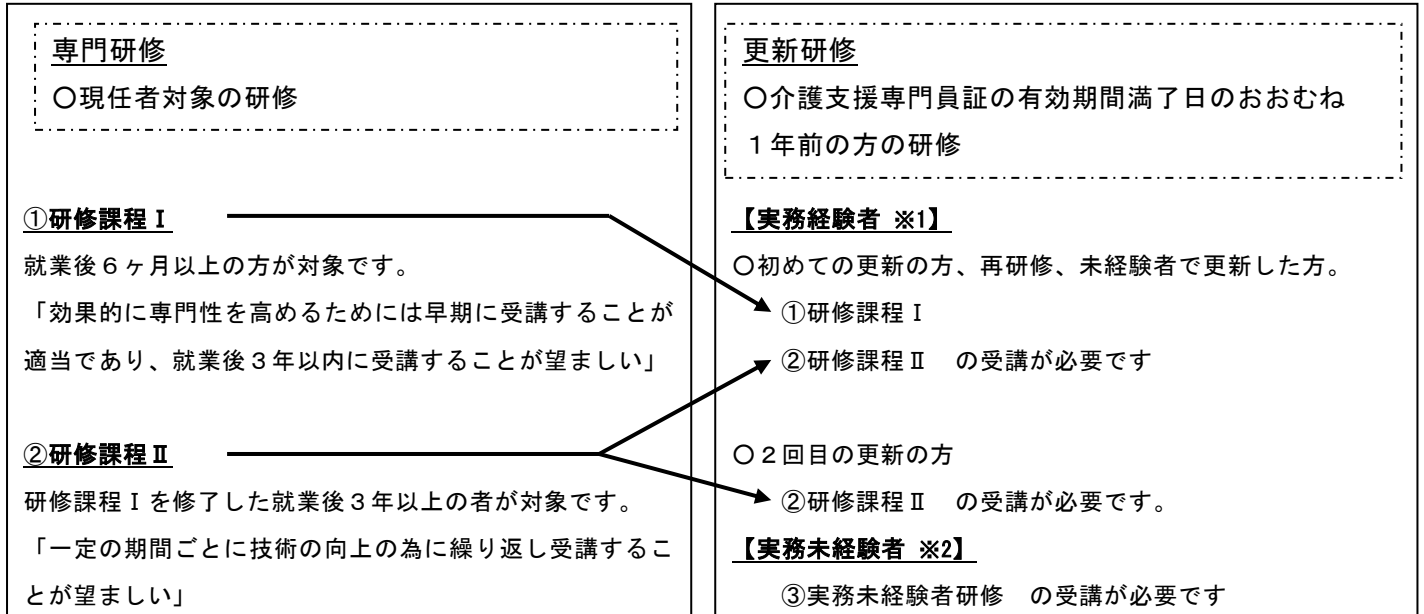 専門研修
〇現任者対象の研修
①研修課程Ⅰ
就業後６ヶ月以上の方が対象です。
「効果的に専門性を高めるためには早期に受講することが
適当であり、就業後３年以内に受講することが望ましい」
②研修課程Ⅱ
研修課程Ⅰを修了した就業後３年以上の者が対象です。
「一定の期間ごとに技術の向上の為に繰り返し受講するこ
とが望ましい」
更新研修
〇介護支援専門員証の有効期間満了日のおおむね
１年前の方の研修
【実務経験者 ※1】
〇初めての更新の方、再研修、未経験者で更新した方。
①研修課程Ⅰ
②研修課程Ⅱ　の受講が必要です
〇２回目の更新の方
②研修課程Ⅱ　の受講が必要です。
【実務未経験者 ※2】
③実務未経験者研修　の受講が必要です